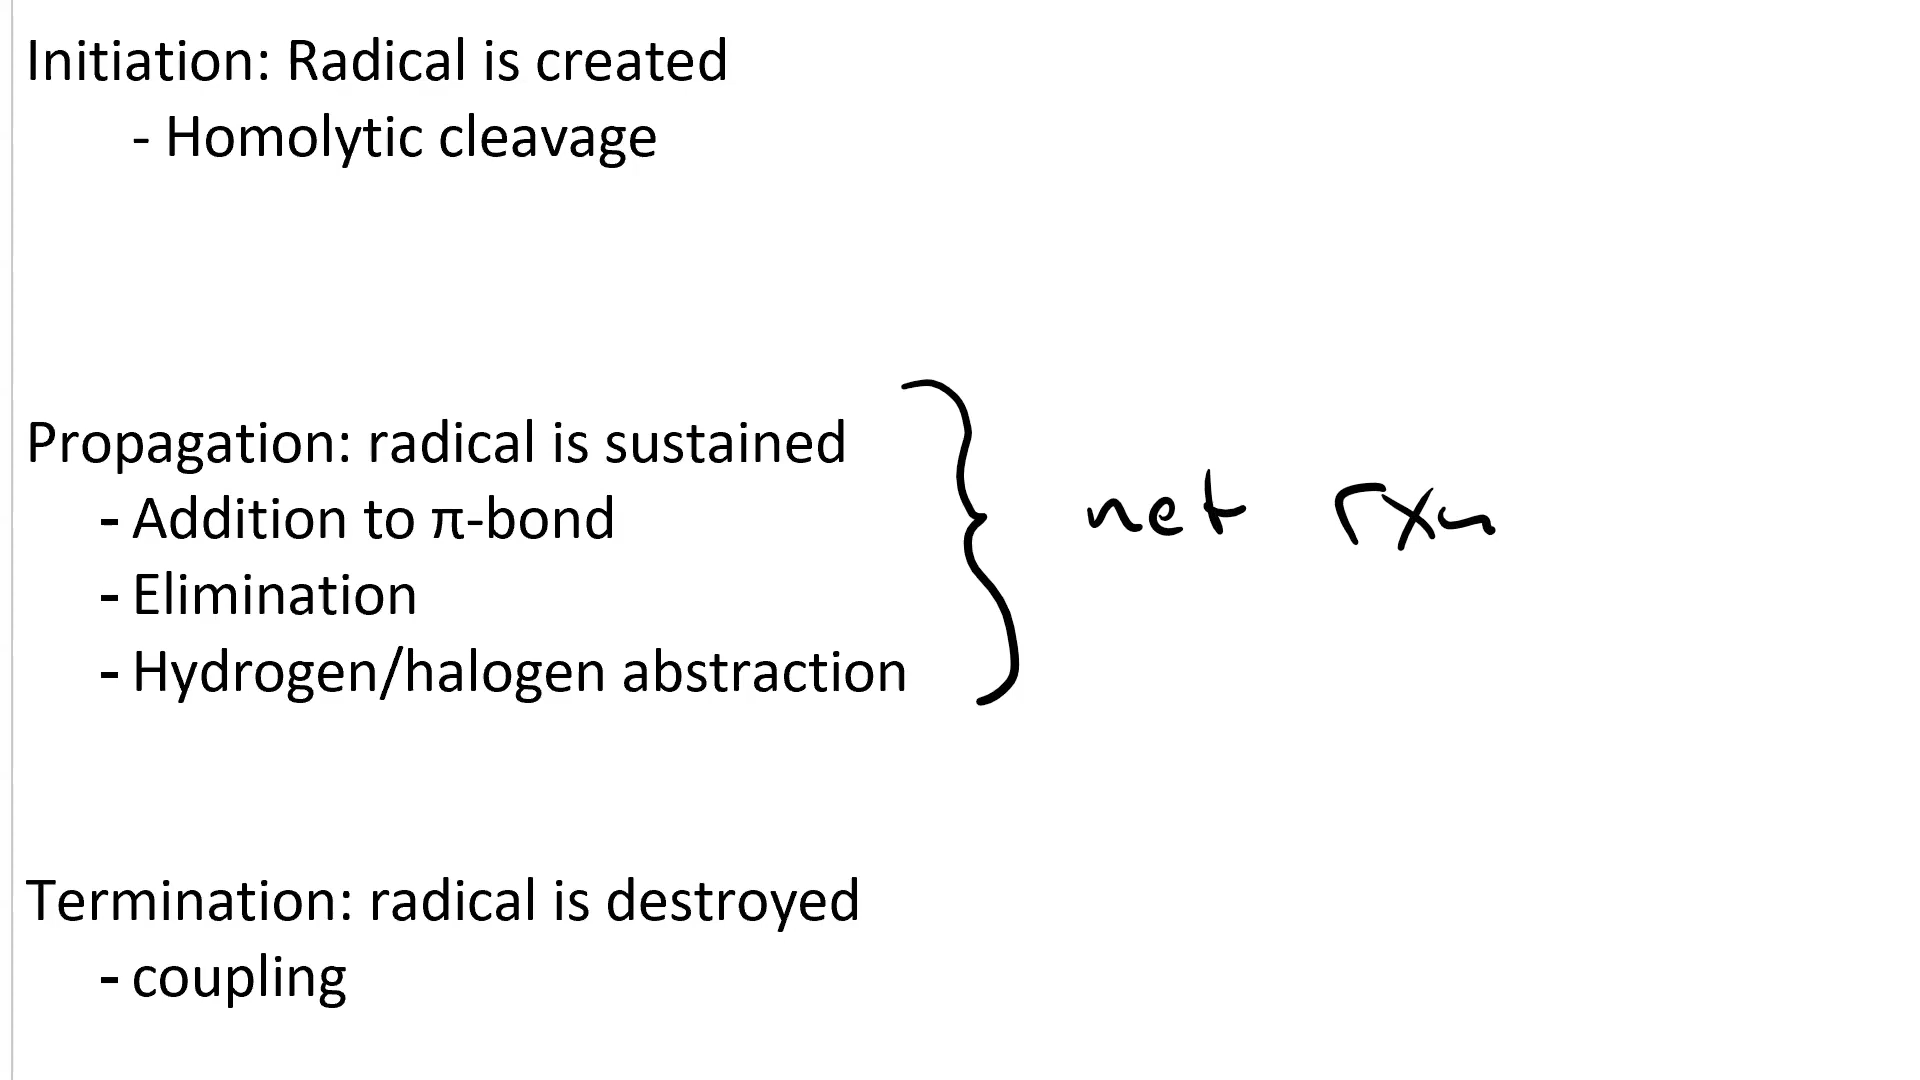 Initiation: Radical is created
- Homolytic cleavage
Propagation: radical is sustained
- Addition to π-bond
- Elimination
- Hydrogen/halogen abstraction
net rxn
Termination: radical is destroyed
- coupling